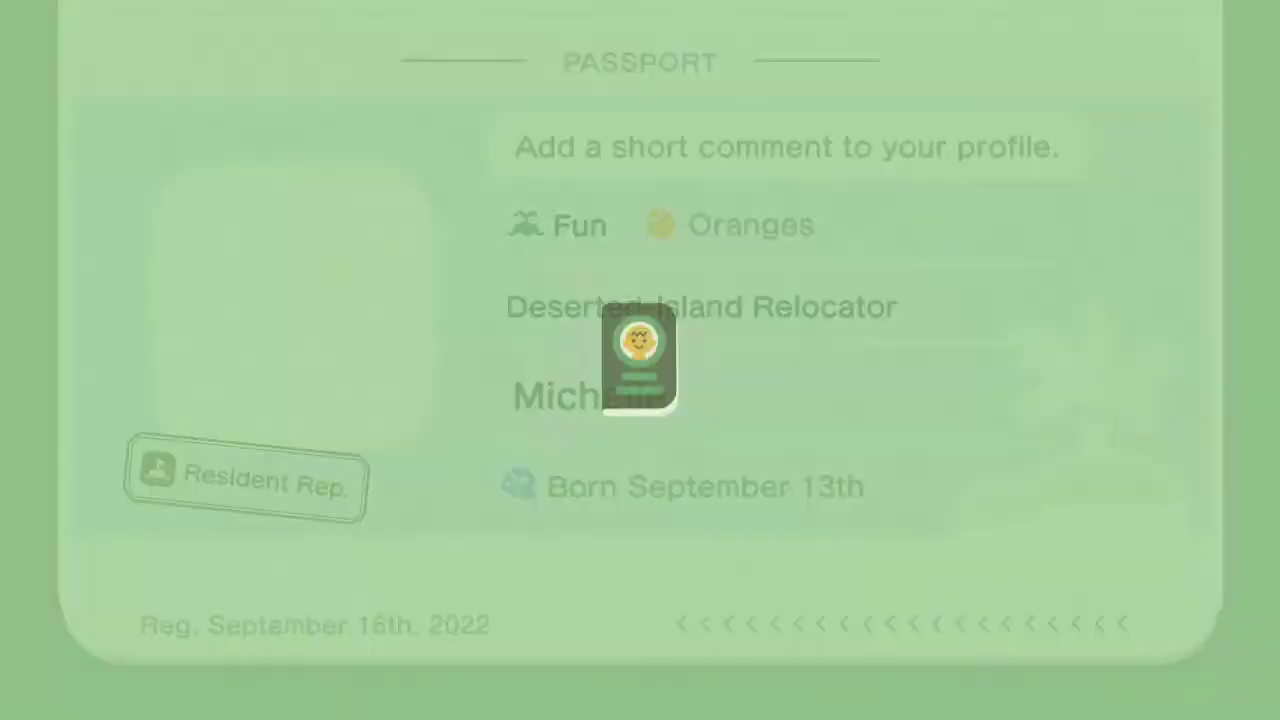 PASSPORT
Add a short comment to your profile.
Fun Oranges
Deserted Island Relocator
Resident Rep.
Born September 13th
Reg. September 16th, 2022
<<<<<<<<<<<<<<<<<<<<